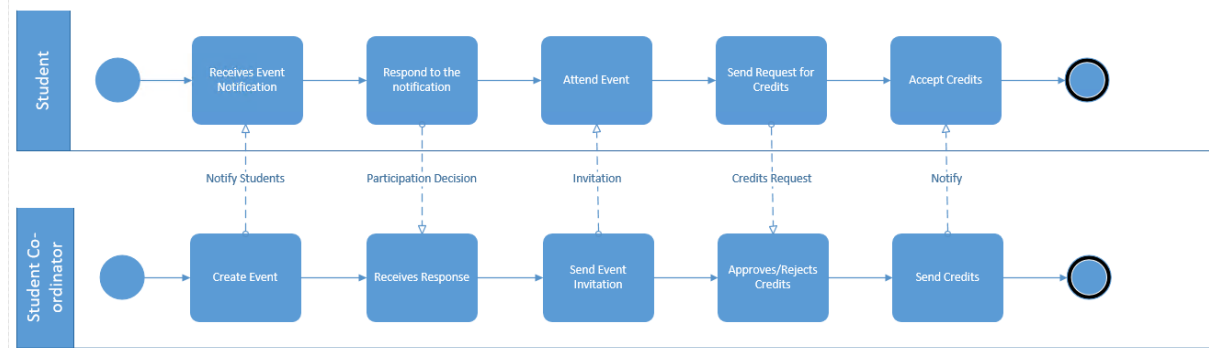 Student
Receives Event
Notification
Respond to the
notification
Attend Event
Send Request for
Credits
Accept Credits
Notify Students
Participation Decision
Invitation
Credits Request
Notify
Student Co-
ordinator
Create Event
Receives Response
Send Event
Invitation
Approves/Rejects
Credits
Send Credits